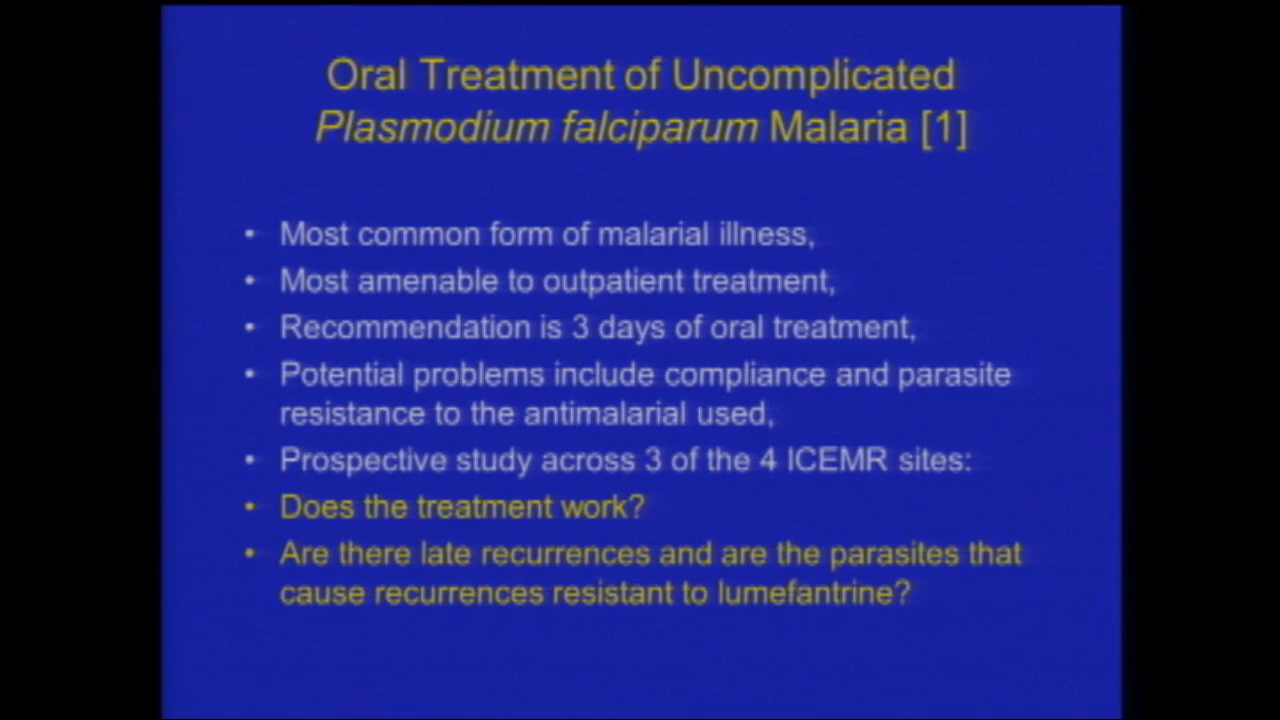 Oral Treatment of Uncomplicated
Plasmodium falciparum Malaria [1]
• Most common form of malarial illness,
• Most amenable to outpatient treatment,
• Recommendation is 3 days of oral treatment,
• Potential problems include compliance and parasite
resistance to the antimalarial used,
• Prospective study across 3 of the 4 ICEMR sites:
• Does the treatment work?
• Are there late recurrences and are the parasites that
cause recurrences resistant to lumefantrine?